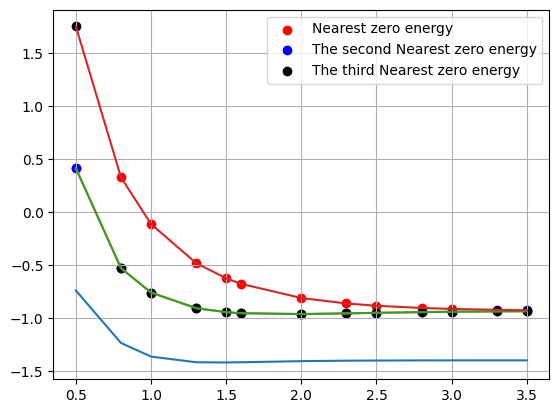 Nearest zero energy
The second Nearest zero energy
The third Nearest zero energy
1.5
1.0
0.5
0.0
−0.5
−1.0
−1.5
0.5 1.0 1.5 2.0 2.5 3.0 3.5